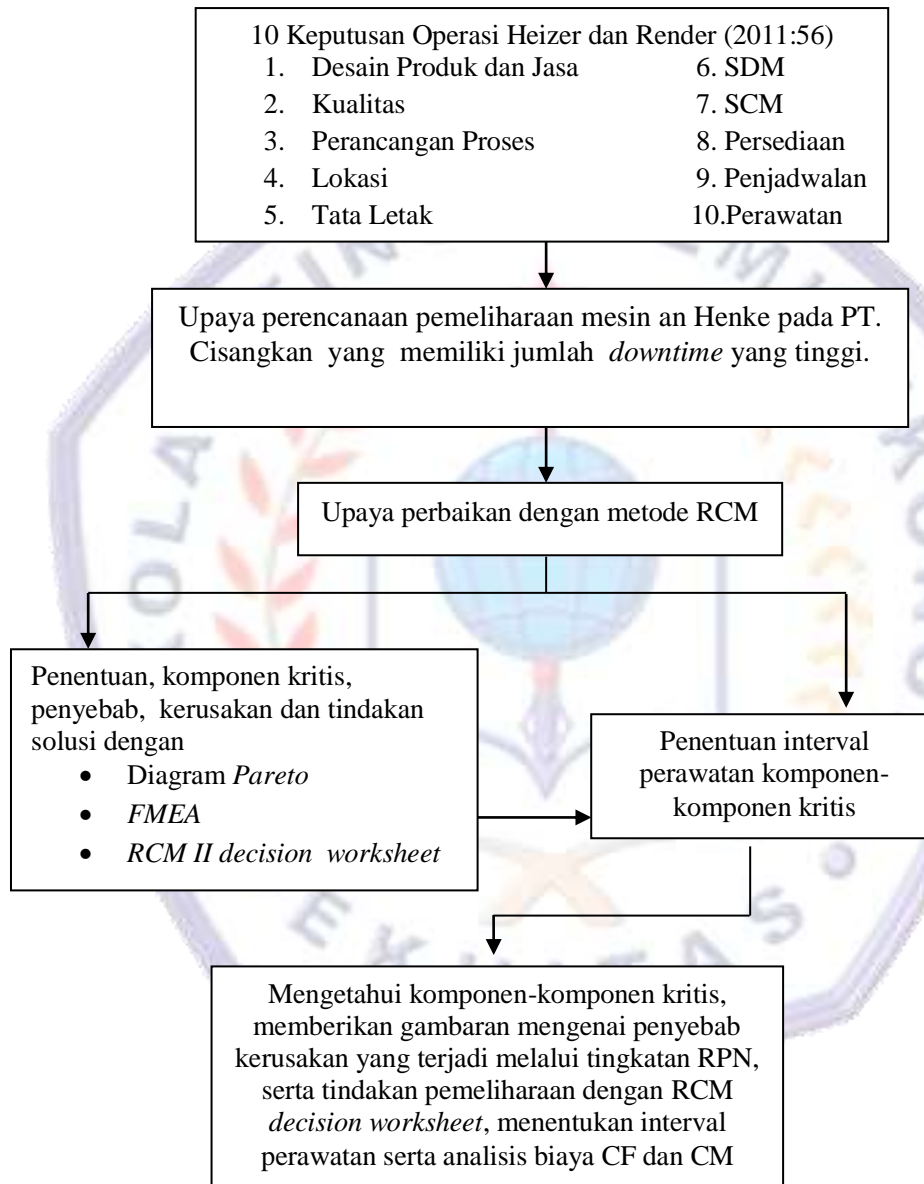 10 Keputusan Operasi Heizer dan Render (2011:56)
1. Desain Produk dan Jasa 6. SDM
2. Kualitas 7. SCM
3. Perancangan Proses 8. Persediaan
4. Lokasi 9. Penjadwalan
5. Tata Letak 10.Perawatan
Upaya perencanaan pemeliharaan mesin an Henke pada PT.
Cisangkan yang memiliki jumlah downtime yang tinggi.
Upaya perbaikan dengan metode RCM
Penentuan, komponen kritis,
penyebab, kerusakan dan tindakan
solusi dengan
• Diagram Pareto
• FMEA
• RCM II decision worksheet
Penentuan interval
perawatan komponen-
komponen kritis
Mengetahui komponen-komponen kritis,
memberikan gambaran mengenai penyebab
kerusakan yang terjadi melalui tingkatan RPN,
serta tindakan pemeliharaan dengan RCM
decision worksheet, menentukan interval
perawatan serta analisis biaya CF dan CM